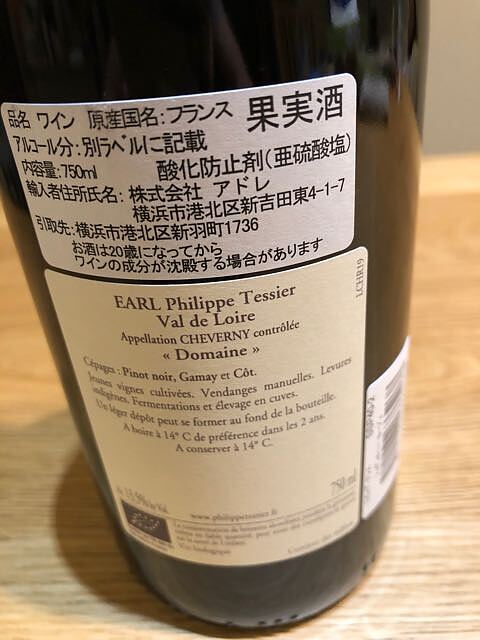 品名 ワイン 原産国名:フランス 果実酒
アルコール分:別ラベルに記載
内容量:750ml 酸化防止剤(亜硫酸塩)
輸入者住所氏名: 株式会社 アドレ
横浜市港北区新吉田東4-1-7
引取先:横浜市港北区新羽町1736
お酒は20歳になってから
ワインの成分が沈殿する場合があります
LCHR19
EARL Philippe Tessier
Val de Loire
Appellation CHEVERNY contrôlée
« Domaine »
Cépages: Pinot noir, Gamay et Côt.
Jeunes vignes cultivées. Vendanges manuelles. Levures
indigènes. Fermentations et élevage en cuves.
Un léger dépôt peut se former au fond de la bouteille.
A boire à 14° C de préférence dans les 2 ans.
A conserver à 14° C.
750 ml
www.philippetessier.fr